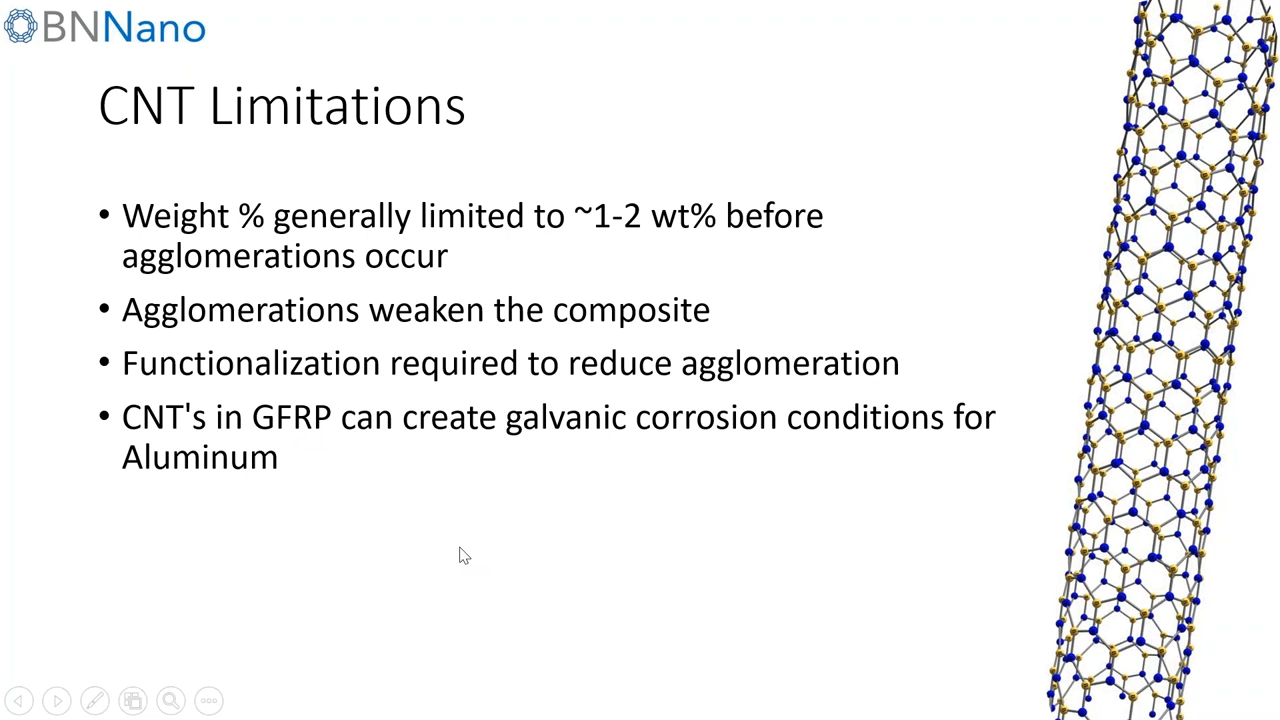 BNNano
CNT Limitations
• Weight % generally limited to ~1-2 wt% before
agglomerations occur
• Agglomerations weaken the composite
• Functionalization required to reduce agglomeration
• CNT's in GFRP can create galvanic corrosion conditions for
Aluminum